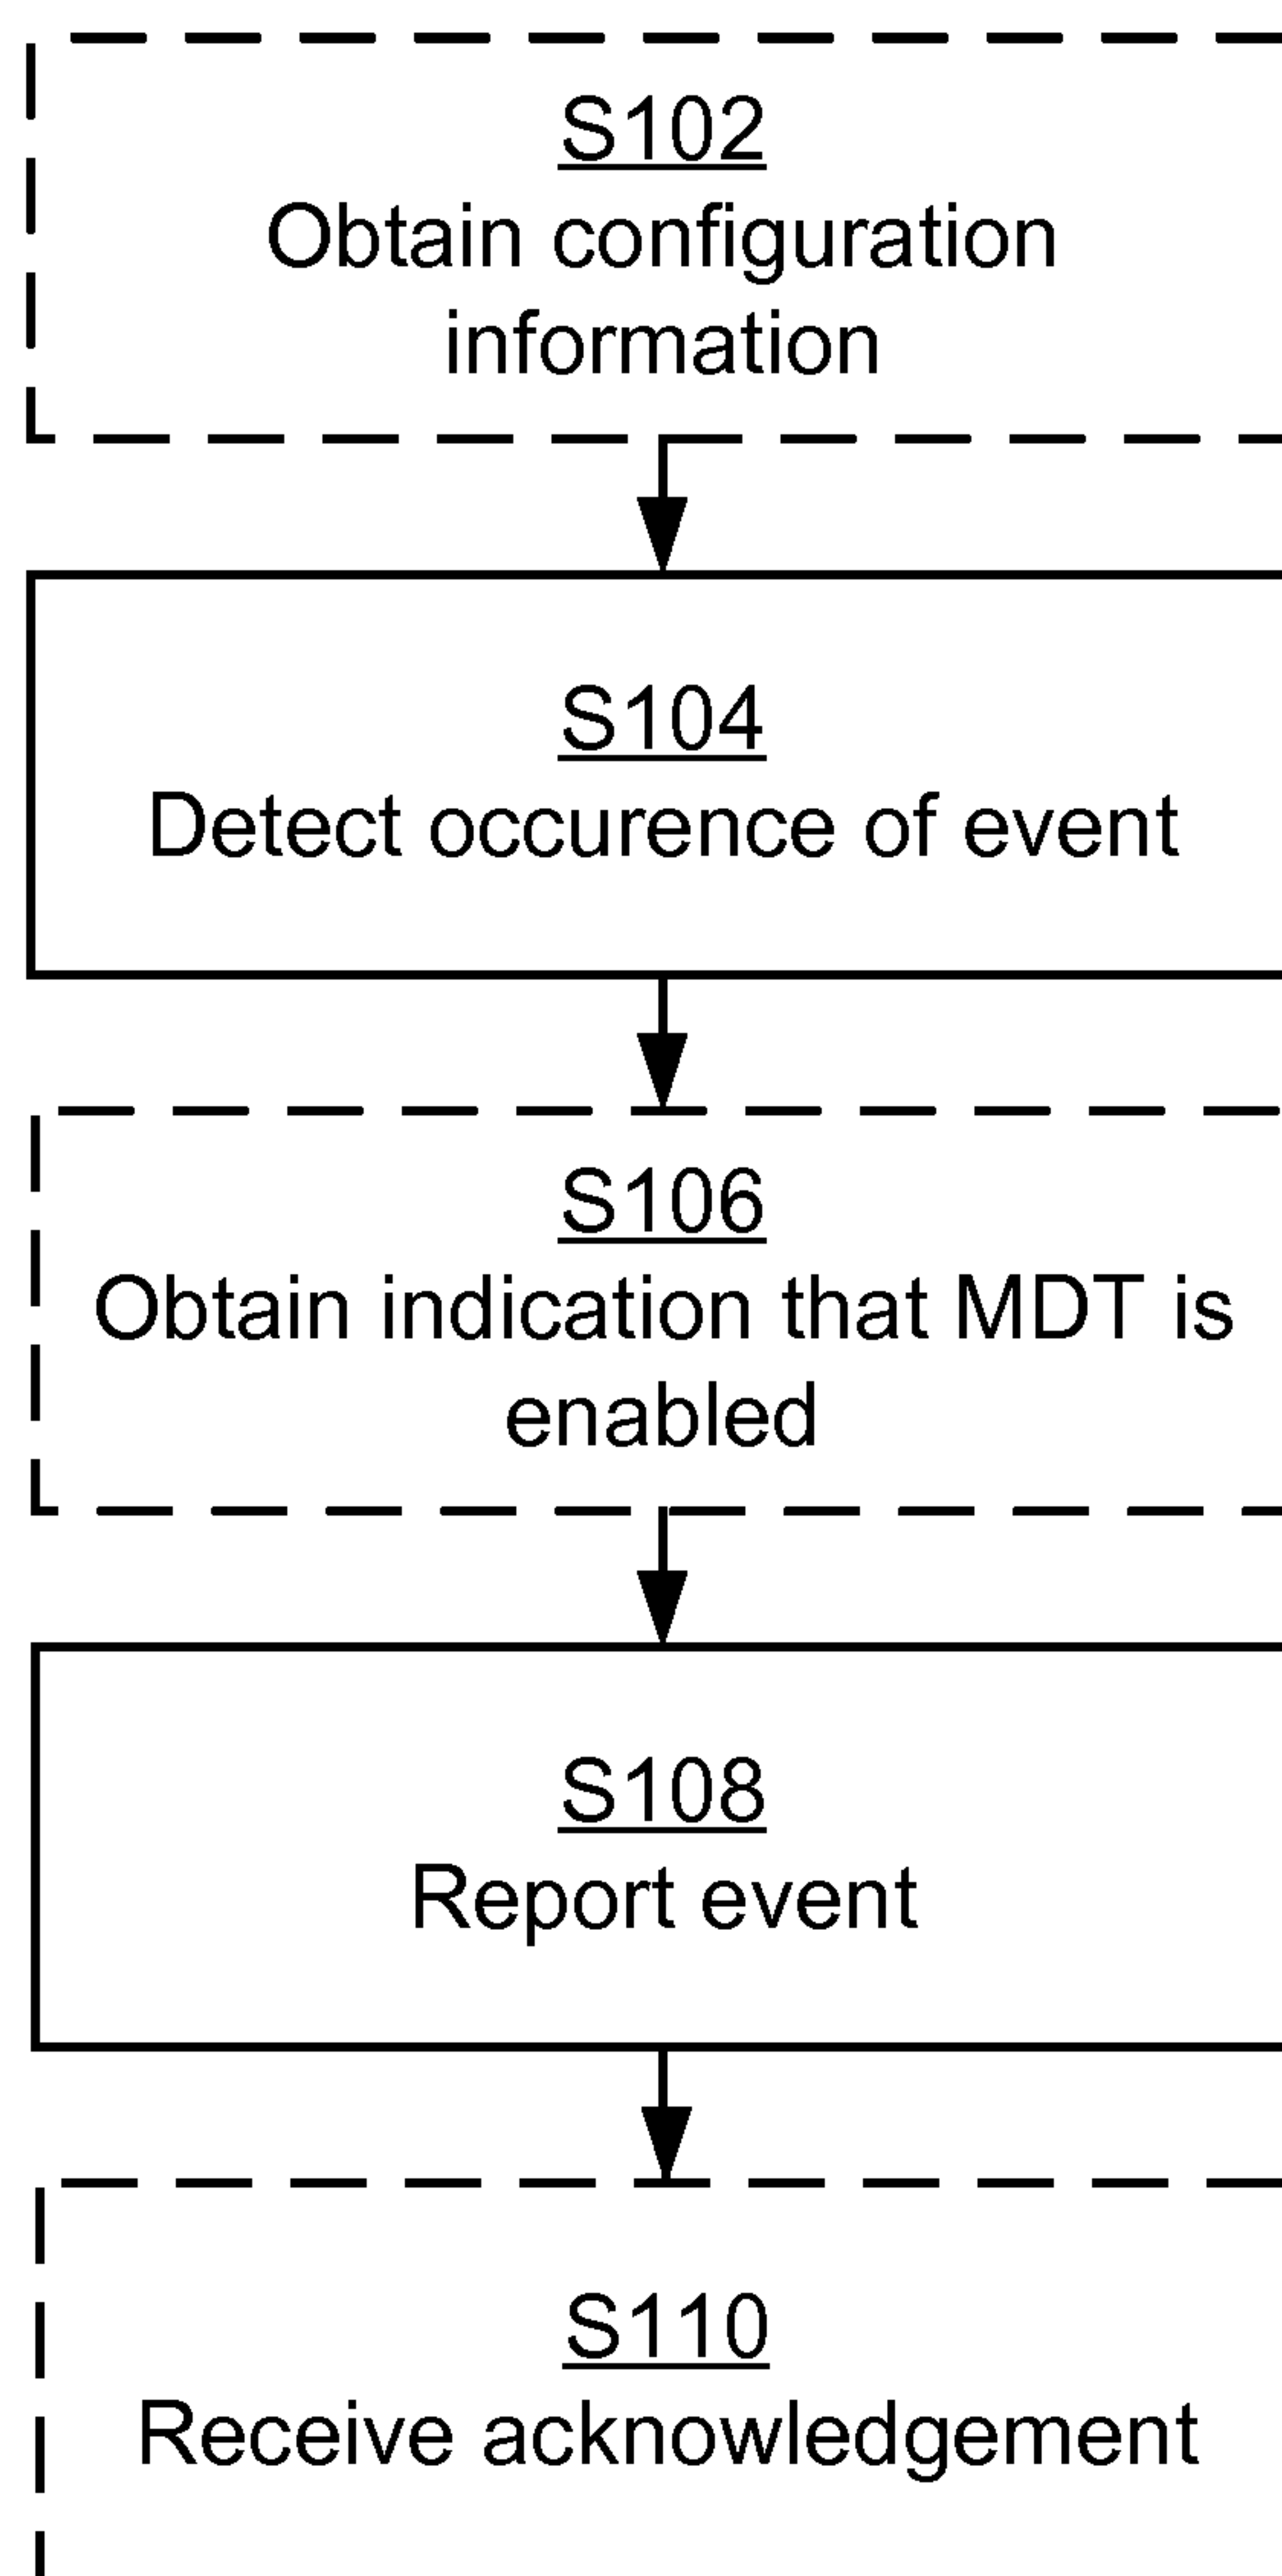 S102
Obtain configuration
information
S104
Detect occurence of event
S106
Obtain indication that MDT is
enabled
S108
Report event
S110
Receive acknowledgement